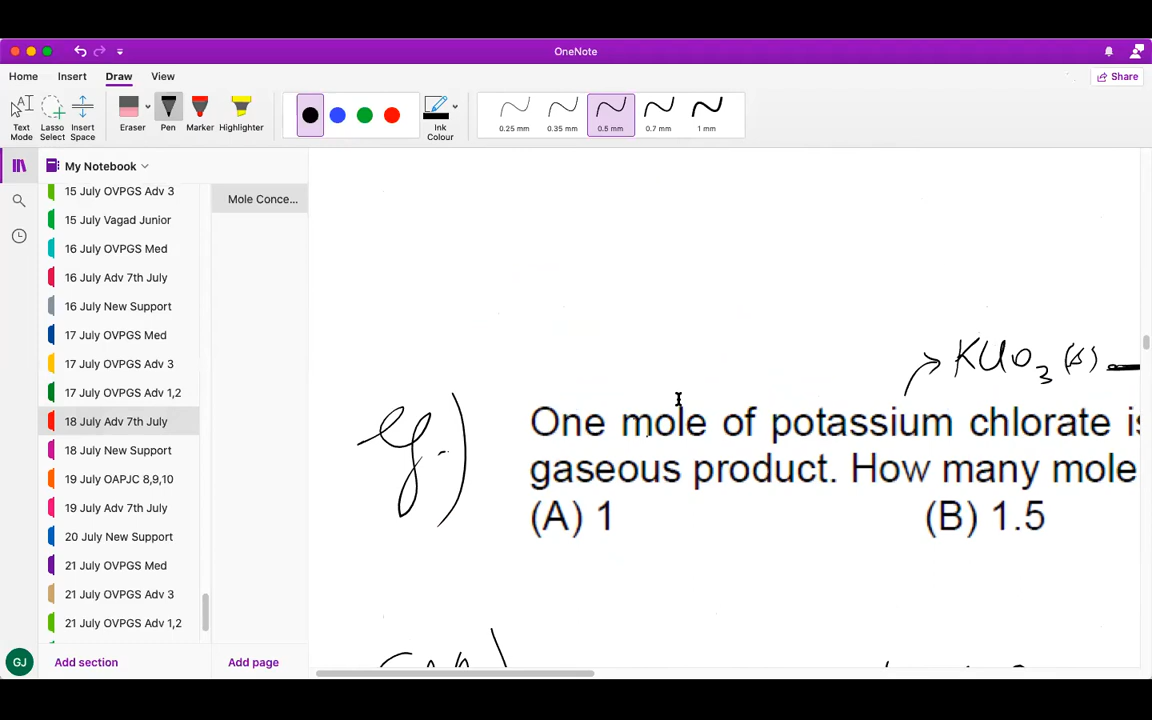 OneNote
Home Insert Draw View
Share
Text Mode
Lasso Select
Insert Space
Eraser
Pen
Marker
Highlighter
Ink Colour
0.25 mm
0.35 mm
0.5 mm
0.7 mm
1 mm
My Notebook
15 July OVPGS Adv 3
15 July Vagad Junior
16 July OVPGS Med
16 July Adv 7th July
16 July New Support
17 July OVPGS Med
17 July OVPGS Adv 3
17 July OVPGS Adv 1,2
18 July Adv 7th July
18 July New Support
19 July OAPJC 8,9,10
19 July Adv 7th July
20 July New Support
21 July OVPGS Med
21 July OVPGS Adv 3
21 July OVPGS Adv 1,2
GJ
Add section
Mole Conce...
Add page
KClO3(s)
eg.)
One mole of potassium chlorate is
gaseous product. How many mole
(A) 1 (B) 1.5